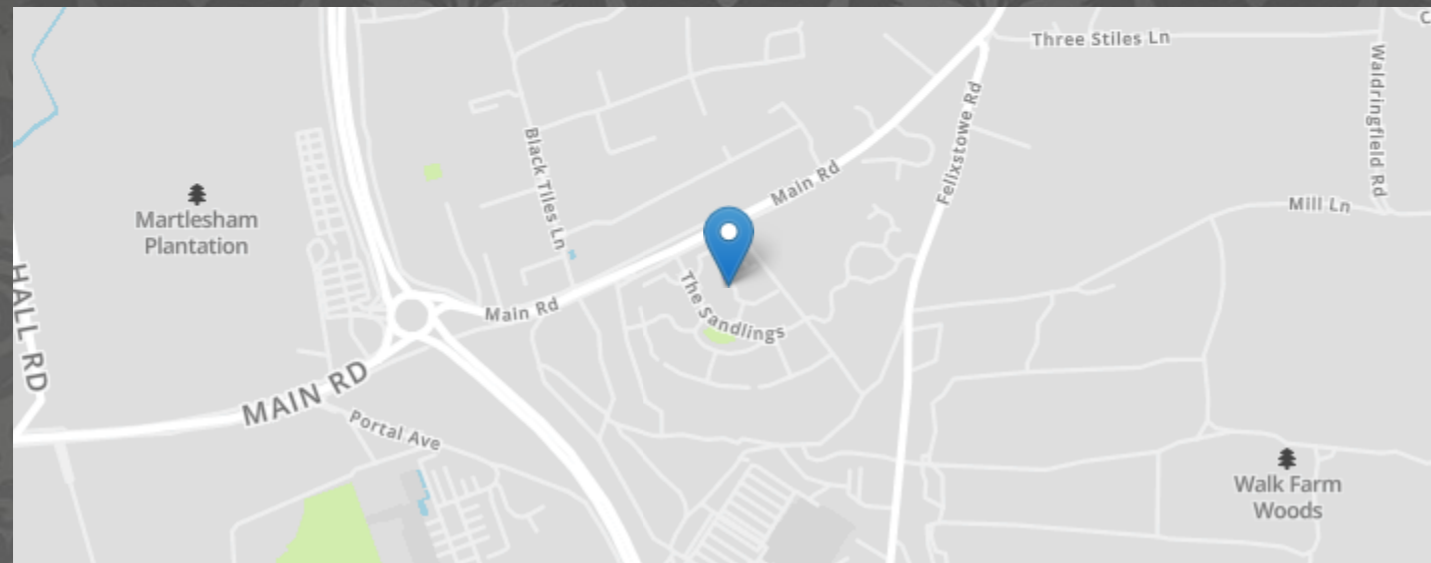 Three Stiles Ln
Waldringfield Rd
Felixstowe Rd
Black Tiles Ln
Main Rd
Martlesham
Plantation
Mill Ln
HALL RD
The Sandlings
Main Rd
MAIN RD
Portal Ave
Walk Farm
Woods